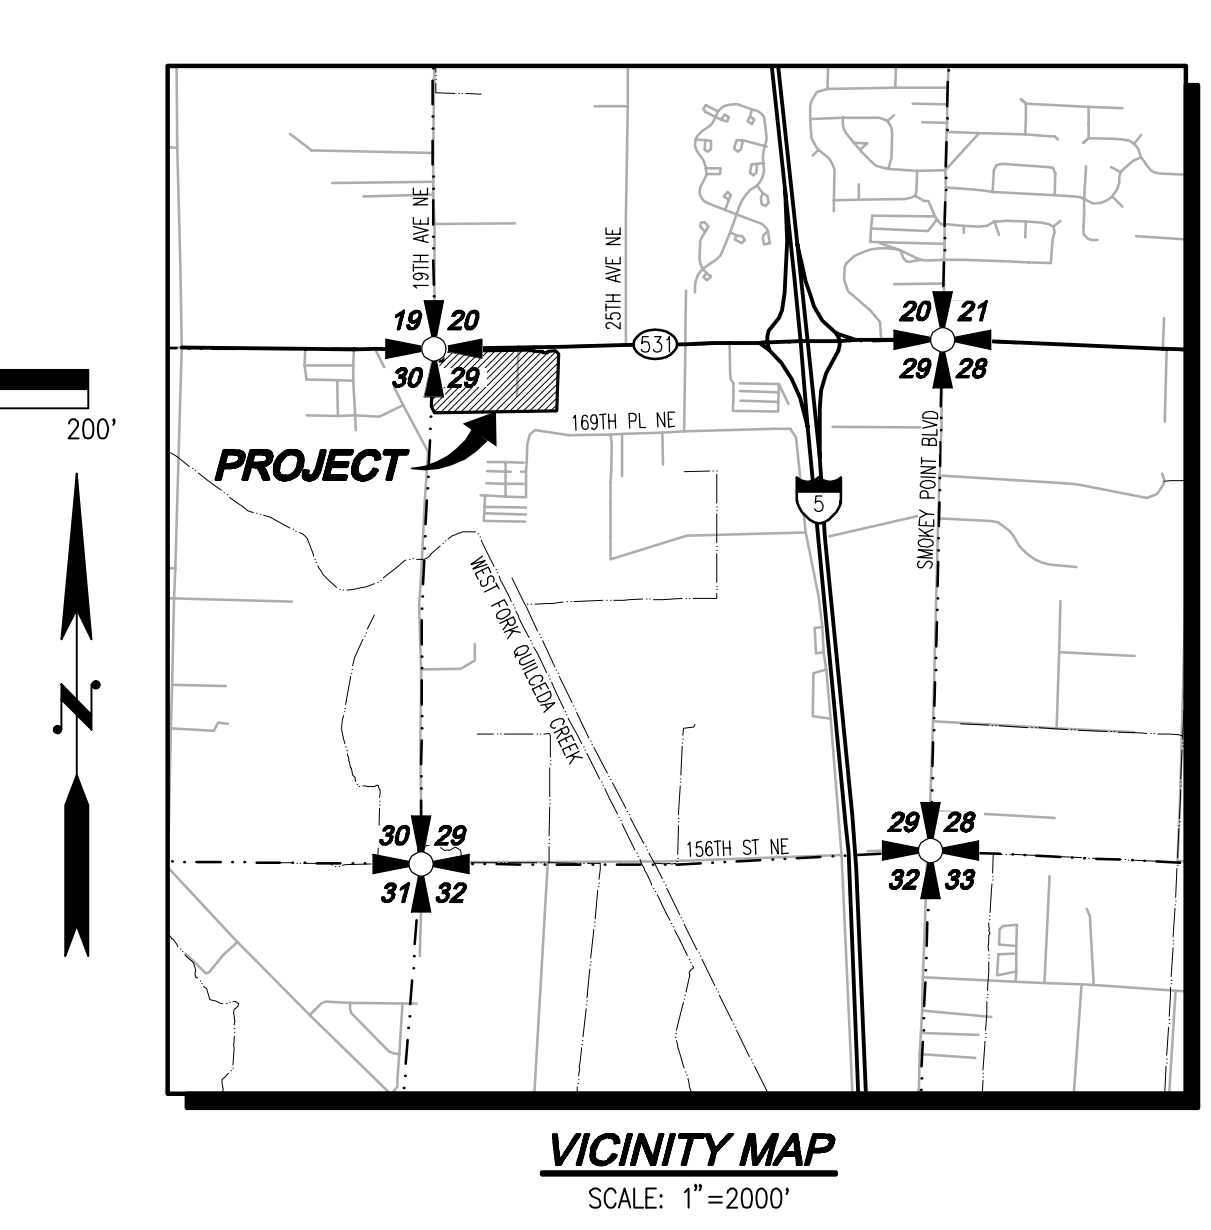 19TH AVE NE
25TH AVE NE
19 20
30 29
531
20 21
29 28
200'
169TH PL NE
PROJECT
SMOKEY POINT BLVD
5
WEST FORK QUILCEDA CREEK
N
30 29
31 32
156TH ST NE
29 28
32 33
VICINITY MAP
SCALE: 1"=2000'